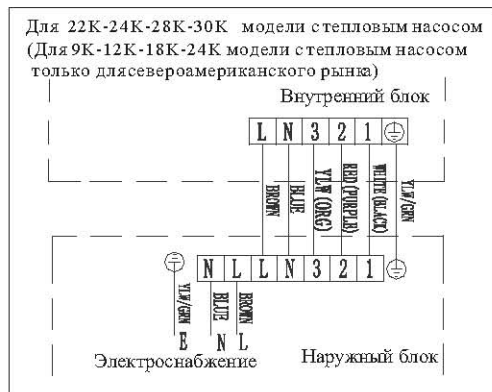 Для 22K-24K-28K-30K модели с тепловым насосом
(Для 9K-12K-18K-24K модели с тепловым насосом
только длясевероамериканского рынка)
Внутренний блок
L N 3 2 1
BROWN BLUE YLW (ORG) RED (PURPLE) WHITE (BLACK) YLW/GRN
N L L N 3 2 1
YLW/GRN BLUE BROWN
E N L
Электроснабжение
Наружный блок